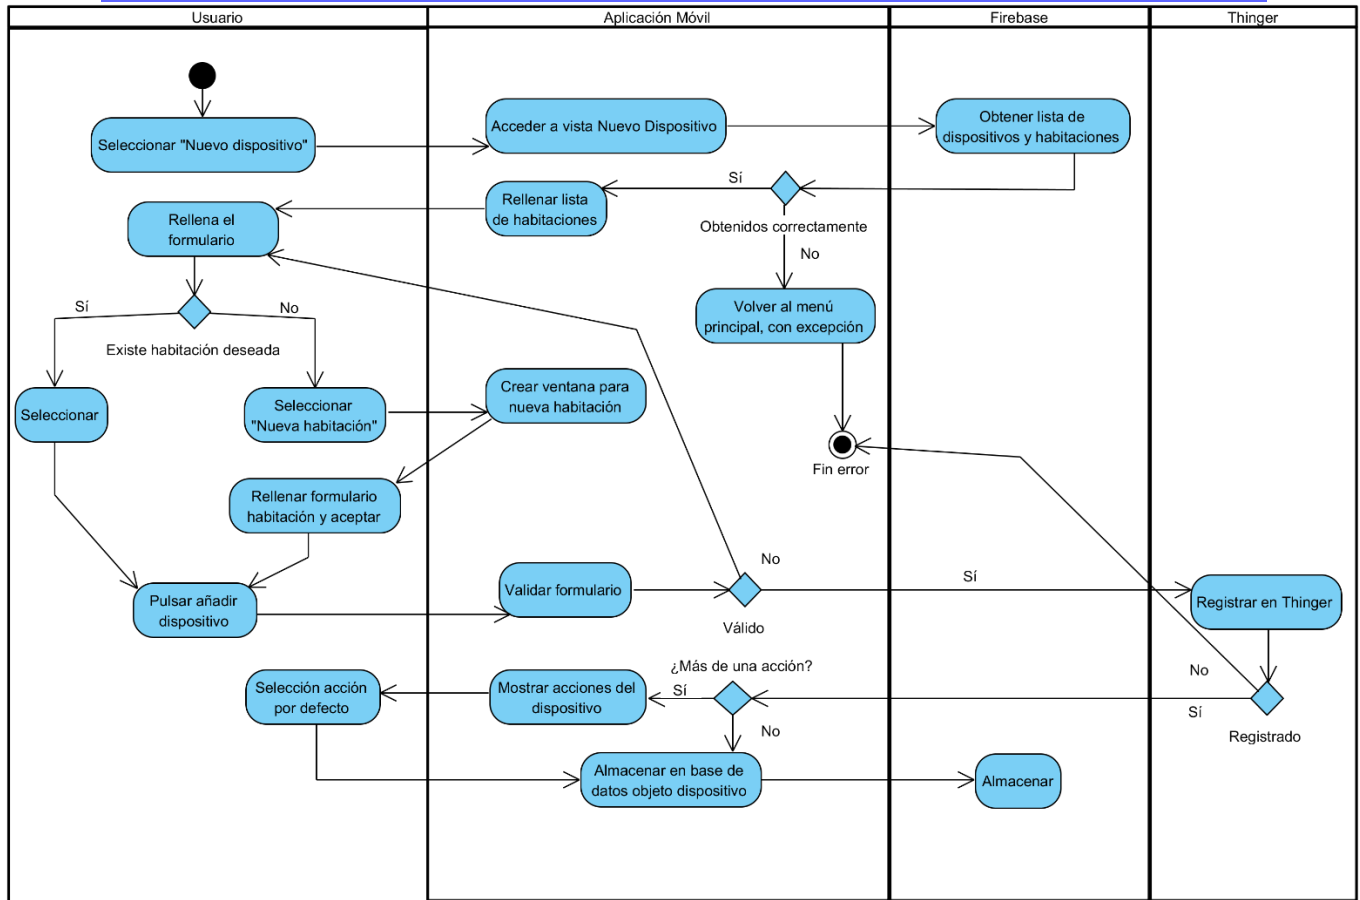 Usuario
Aplicación Móvil
Firebase
Thinger
Seleccionar "Nuevo dispositivo"
Acceder a vista Nuevo Dispositivo
Obtener lista de
dispositivos y habitaciones
Sí
Rellenar lista
de habitaciones
Obtenidos correctamente
No
Rellena el
formulario
Volver al menú
principal, con excepción
Sí
No
Existe habitación deseada
Seleccionar
Seleccionar
"Nueva habitación"
Crear ventana para
nueva habitación
Fin error
Rellenar formulario
habitación y aceptar
Pulsar añadir
dispositivo
Validar formulario
No
Válido
Sí
Registrar en Thinger
No
Sí
Registrado
¿Más de una acción?
Sí
No
Mostrar acciones del
dispositivo
Selección acción
por defecto
Almacenar en base de
datos objeto dispositivo
Almacenar